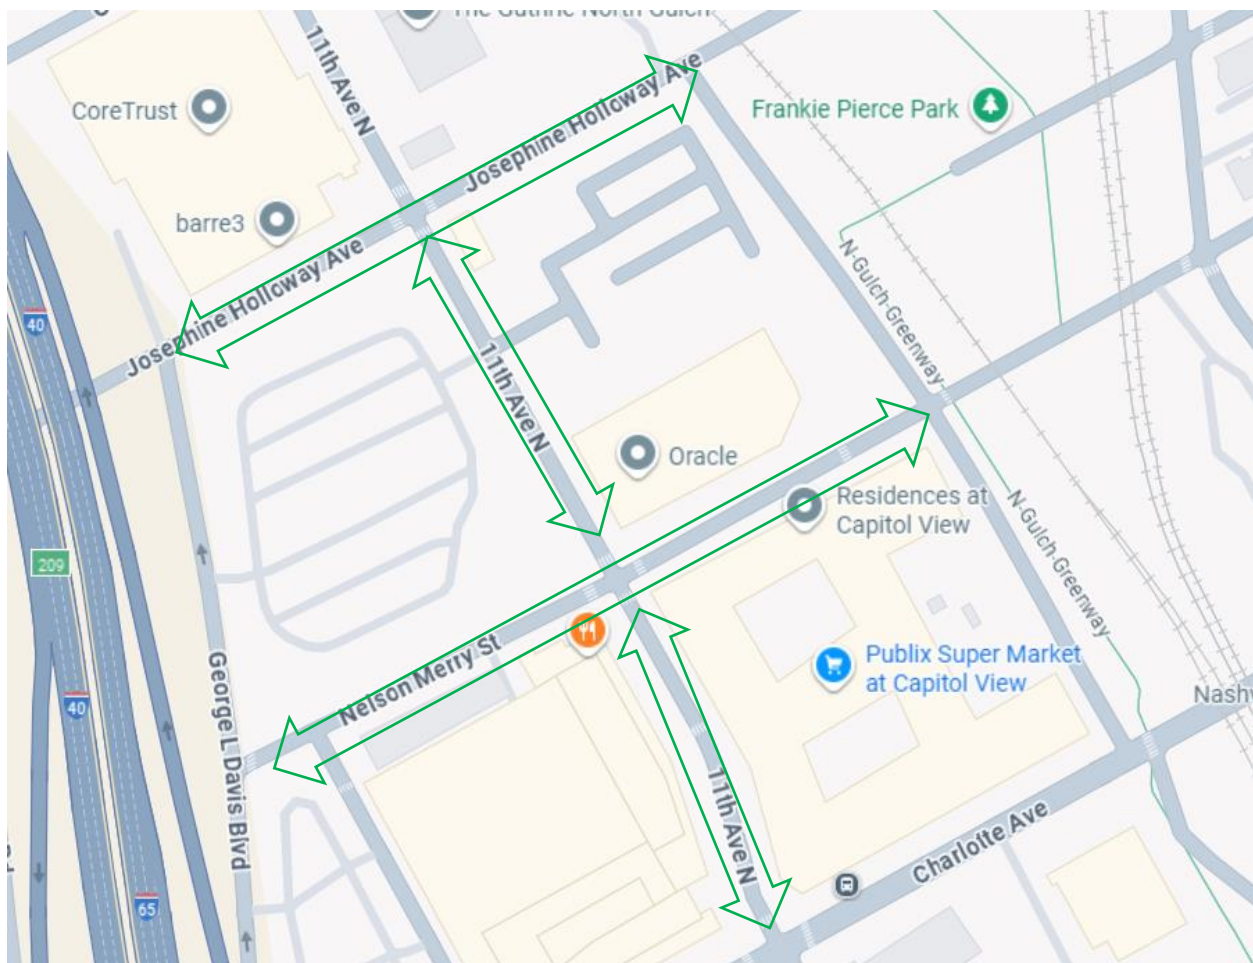 The Guthrie North Gulch
11th Ave N
CoreTrust
Josephine Holloway Ave
Frankie Pierce Park
barre3
Josephine Holloway Ave
N Gulch Greenway
40
11th Ave N
Oracle
Residences at
Capitol View
N Gulch Greenway
209
Nelson Merry St
George L Davis Blvd
Publix Super Market
at Capitol View
40
Nashv
11th Ave N
Charlotte Ave
65